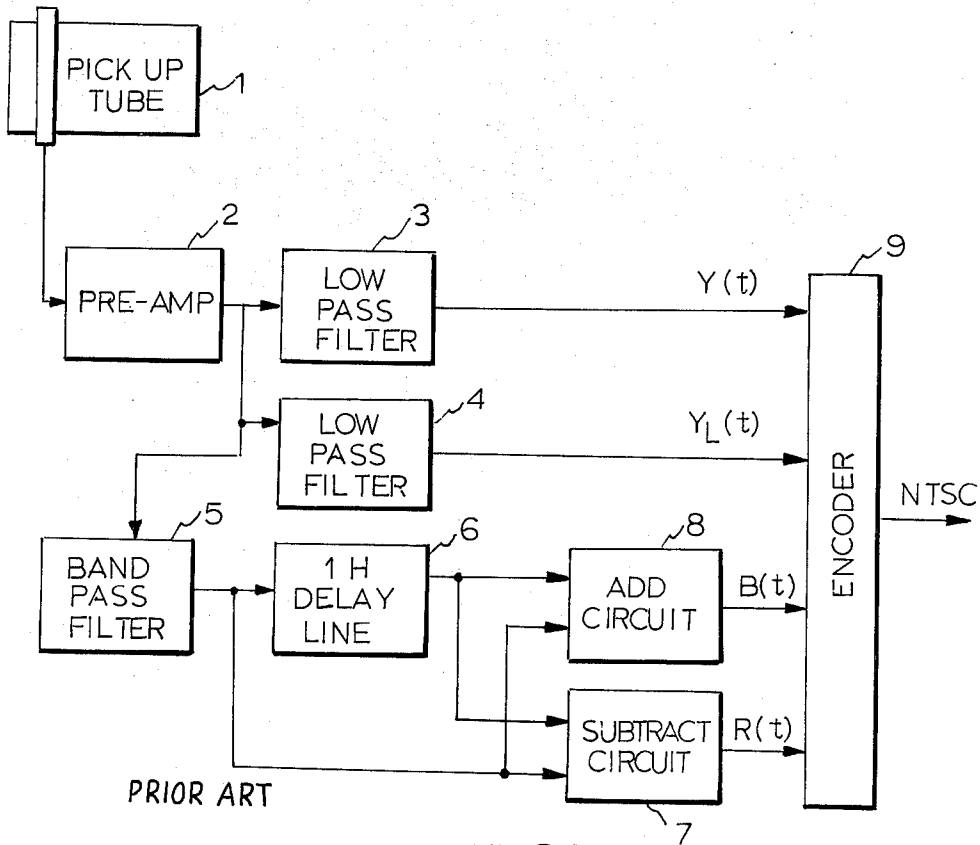 PICK UP
TUBE
1
2
PRE-AMP
3
LOW
PASS
FILTER
Y(t)
9
ENCODER
NTSC
4
LOW
PASS
FILTER
Y_L(t)
5
BAND
PASS
FILTER
6
1 H
DELAY
LINE
8
ADD
CIRCUIT
B(t)
SUBTRACT
CIRCUIT
R(t)
7
PRIOR ART